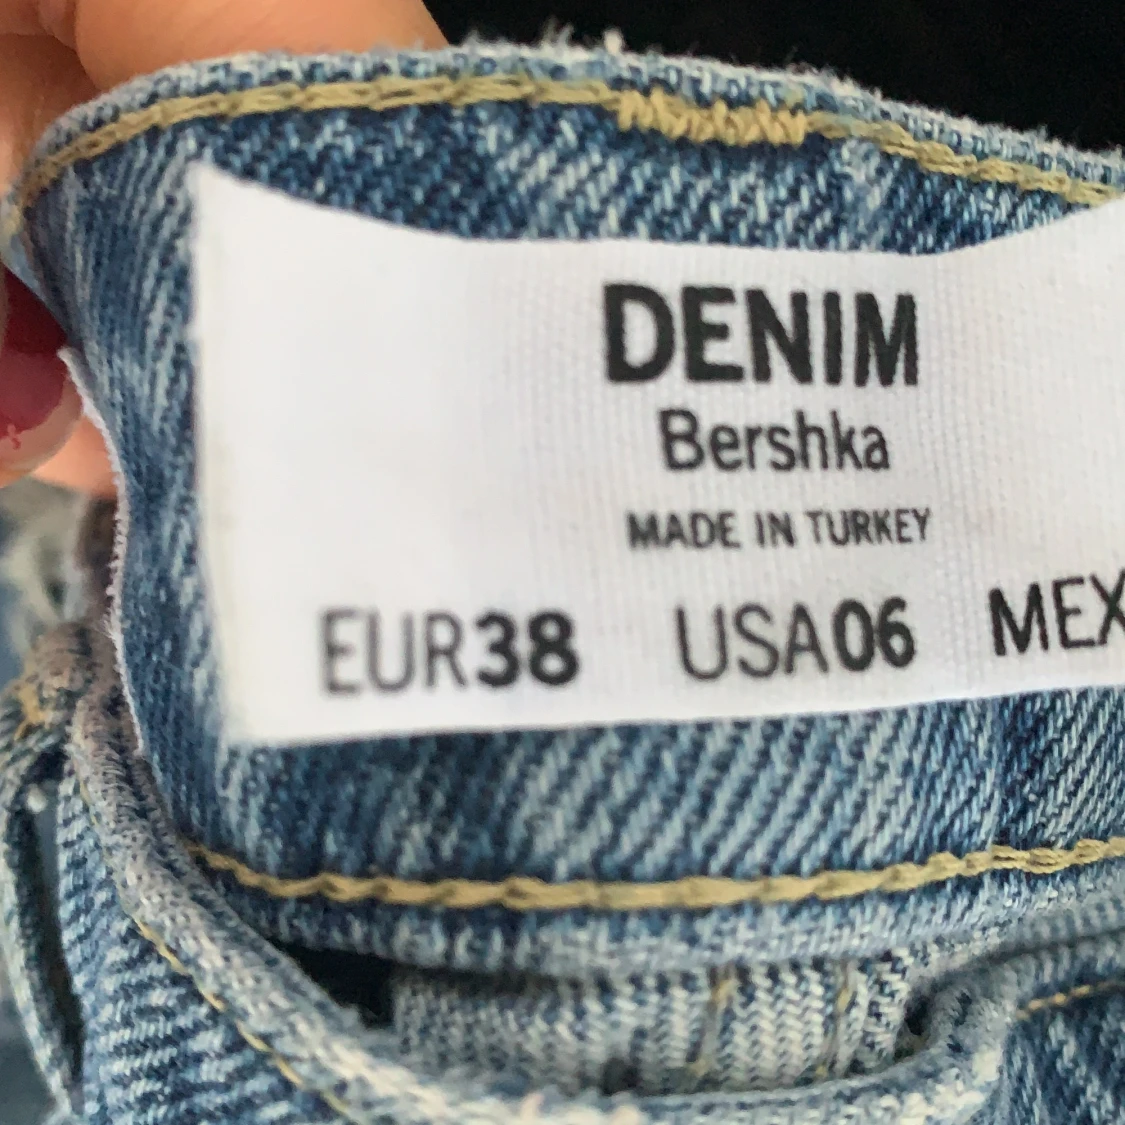 DENIM
Bershka
MADE IN TURKEY
EUR38 USA06 MEX